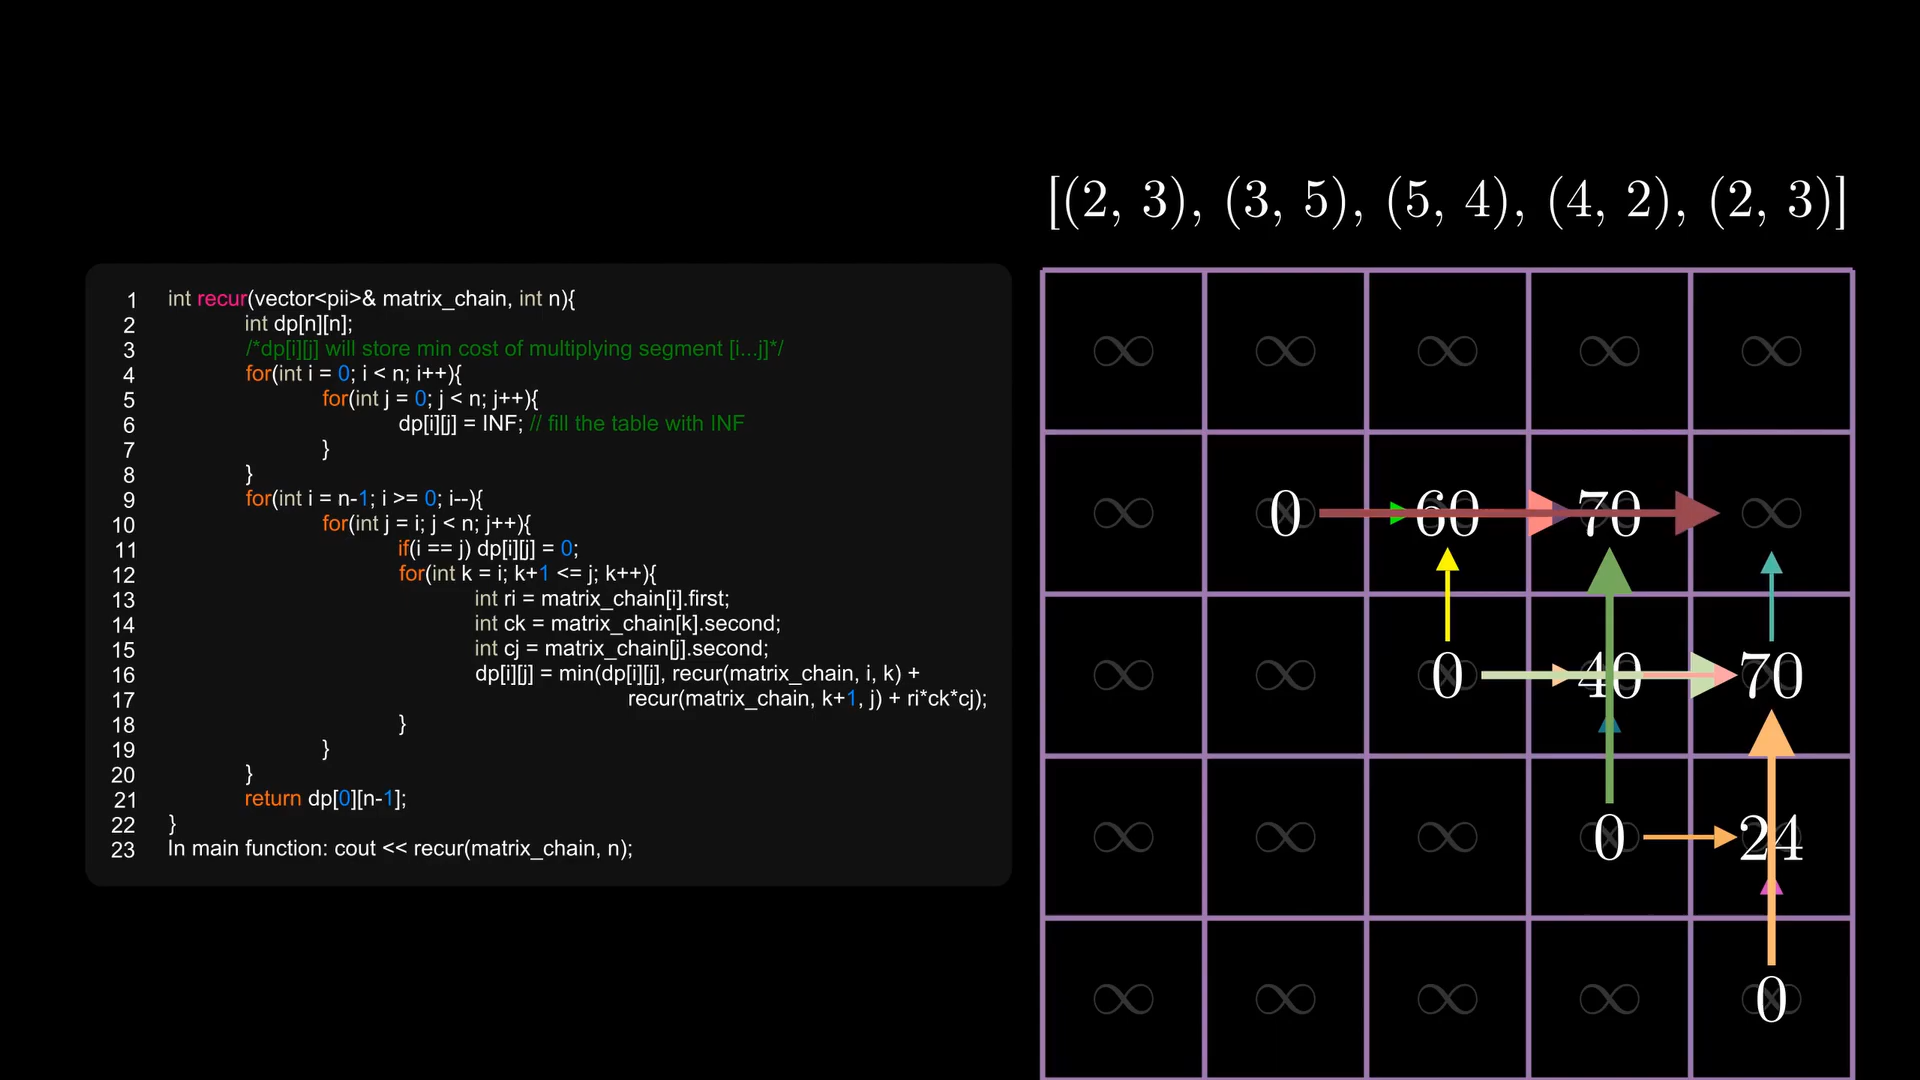 [(2, 3), (3, 5), (5, 4), (4, 2), (2, 3)]
1 int recur(vector<pii>& matrix_chain, int n){
2 int dp[n][n];
3 /*dp[i][j] will store min cost of multiplying segment [i...j]*/
4 for(int i = 0; i < n; i++){
5 for(int j = 0; j < n; j++){
6 dp[i][j] = INF; // fill the table with INF
7 }
8 }
9 for(int i = n-1; i >= 0; i--){
10 for(int j = i; j < n; j++){
11 if(i == j) dp[i][j] = 0;
12 for(int k = i; k+1 <= j; k++){
13 int ri = matrix_chain[i].first;
14 int ck = matrix_chain[k].second;
15 int cj = matrix_chain[j].second;
16 dp[i][j] = min(dp[i][j], recur(matrix_chain, i, k) +
17 recur(matrix_chain, k+1, j) + ri*ck*cj);
18 }
19 }
20 }
21 return dp[0][n-1];
22 }
23 In main function: cout << recur(matrix_chain, n);
∞ ∞ ∞ ∞ ∞
∞ 0 60 70 ∞
∞ ∞ 0 40 70
∞ ∞ ∞ 0 24
∞ ∞ ∞ ∞ 0